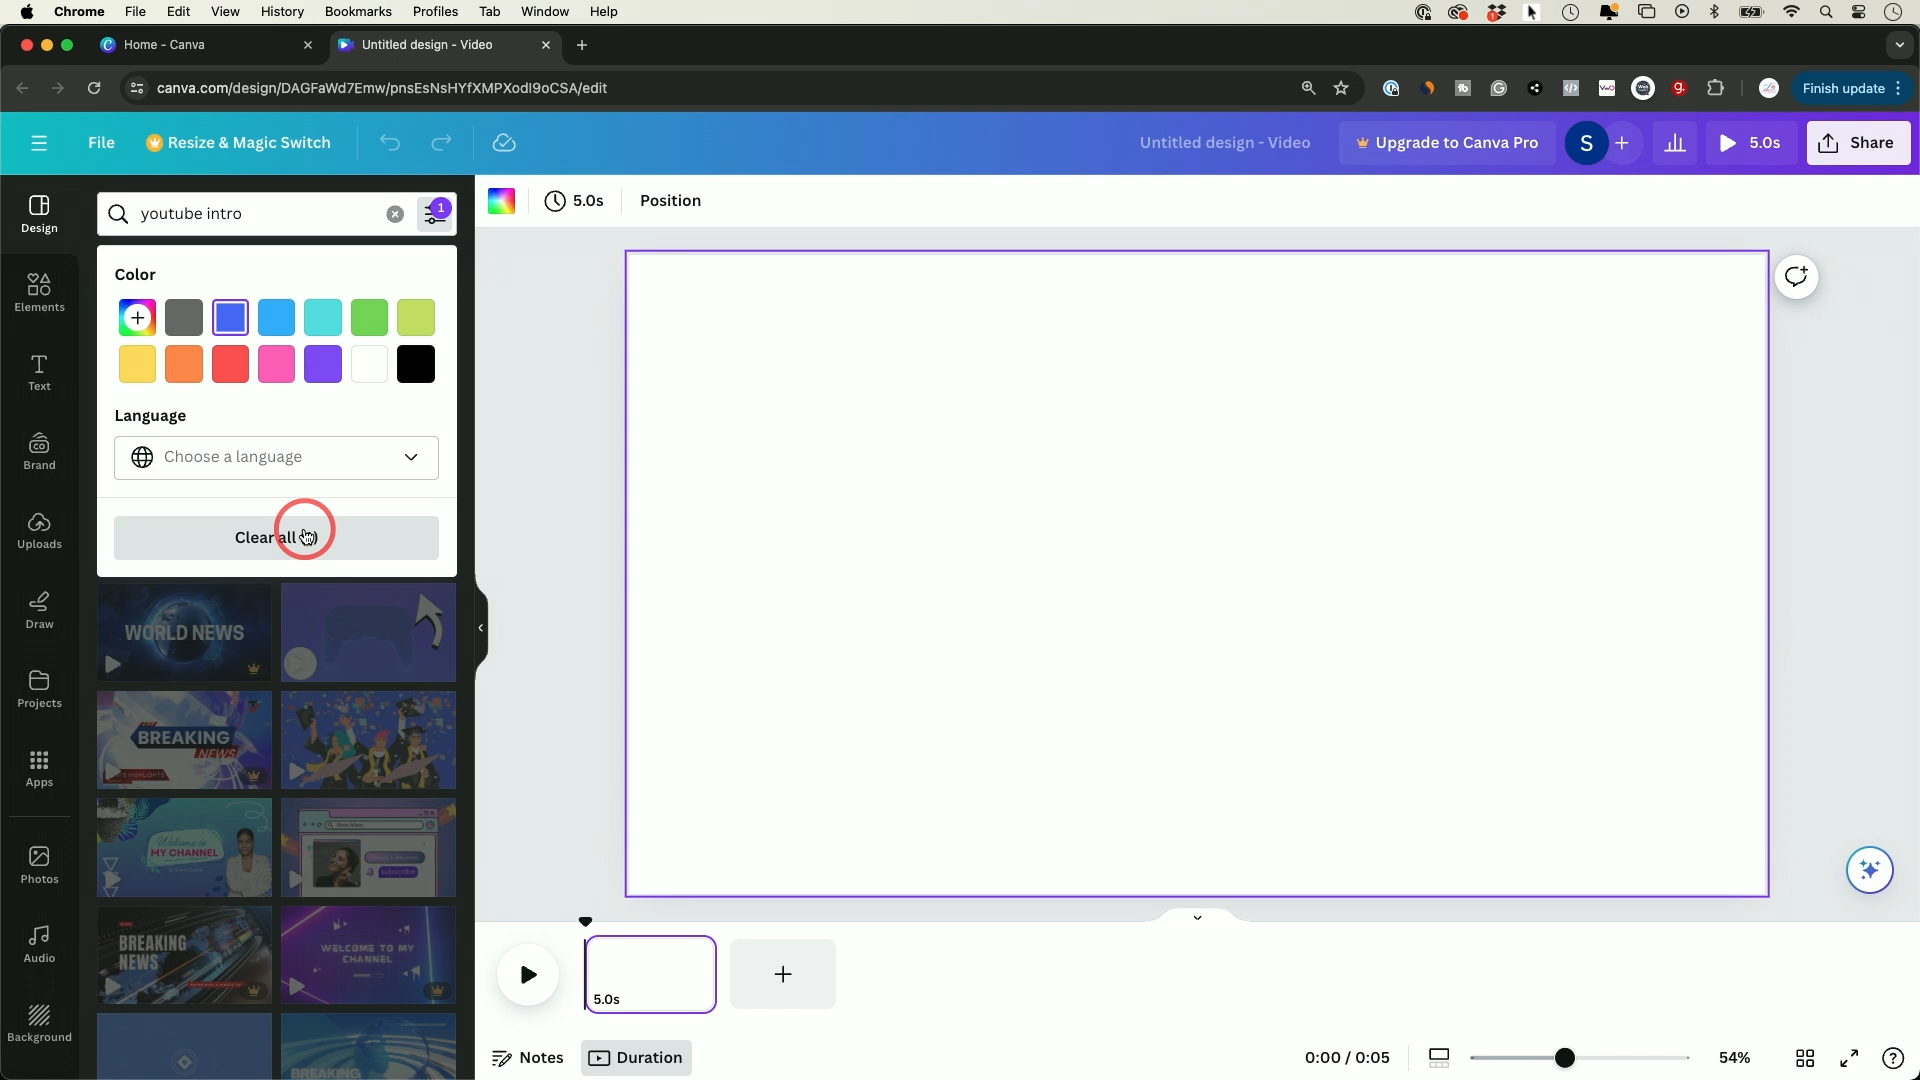 Chrome File Edit View History Bookmarks Profiles Tab Window Help
Home - Canva
Untitled design - Video
canva.com/design/DAGFaWd7Emw/pnsEsNsHYfXMPXodI9oCSA/edit
Finish update
File
Resize & Magic Switch
Untitled design - Video
Upgrade to Canva Pro
S
5.0s
Share
Design
Elements
Text
Brand
Uploads
Draw
Projects
Apps
Photos
Audio
Background
youtube intro
1
Color
Language
Choose a language
Clear all
WORLD NEWS
BREAKING
NEWS
Welcome to
MY CHANNEL
subscribe
BREAKING
NEWS
WELCOME TO MY
CHANNEL
BREAKING
5.0s
Position
5.0s
Notes
Duration
0:00 / 0:05
54%